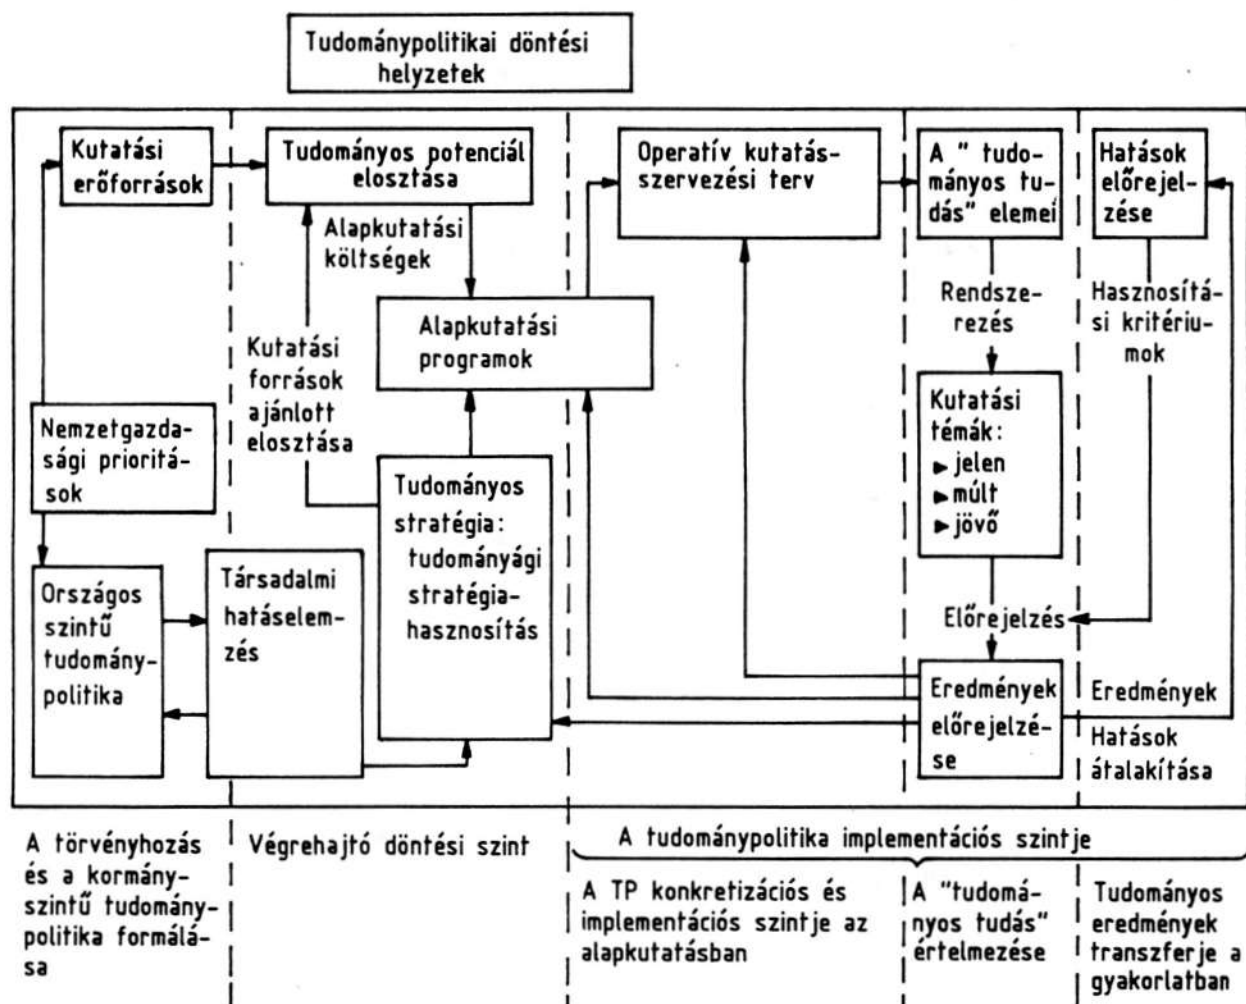 Tudománypolitikai döntési
helyzetek
Kutatási
erőforrások
Tudományos potenciál
elosztása
Operatív kutatás-
szervezési terv
A " tudo-
mányos tu-
dás" elemei
Hatások
előrejel-
zése
Alapkutatási
költségek
Alapkutatási
programok
Kutatási
források
ajánlott
elosztása
Rendsze-
rezés
Hasznosítá-
si kritériu-
mok
Nemzetgazda-
sági prioritá-
sok
Tudományos
stratégia:
tudományági
stratégia-
hasznosítás
Kutatási
témák:
► jelen
► múlt
► jövő
Országos
szintű
tudomány-
politika
Társadalmi
hatáselem-
zés
Előrejelzés
Eredmények
előrejelzé-
se
Eredmények
Hatások
átalakítása
A törvényhozás
és a kormány-
szintű tudomány-
politika formálá-
sa
Végrehajtó döntési szint
A tudománypolitika implementációs szintje
A TP konkretizációs és
implementációs szintje az
alapkutatásban
A "tudomá-
nyos tudás"
értelmezése
Tudományos
eredmények
transzferje a
gyakorlatban